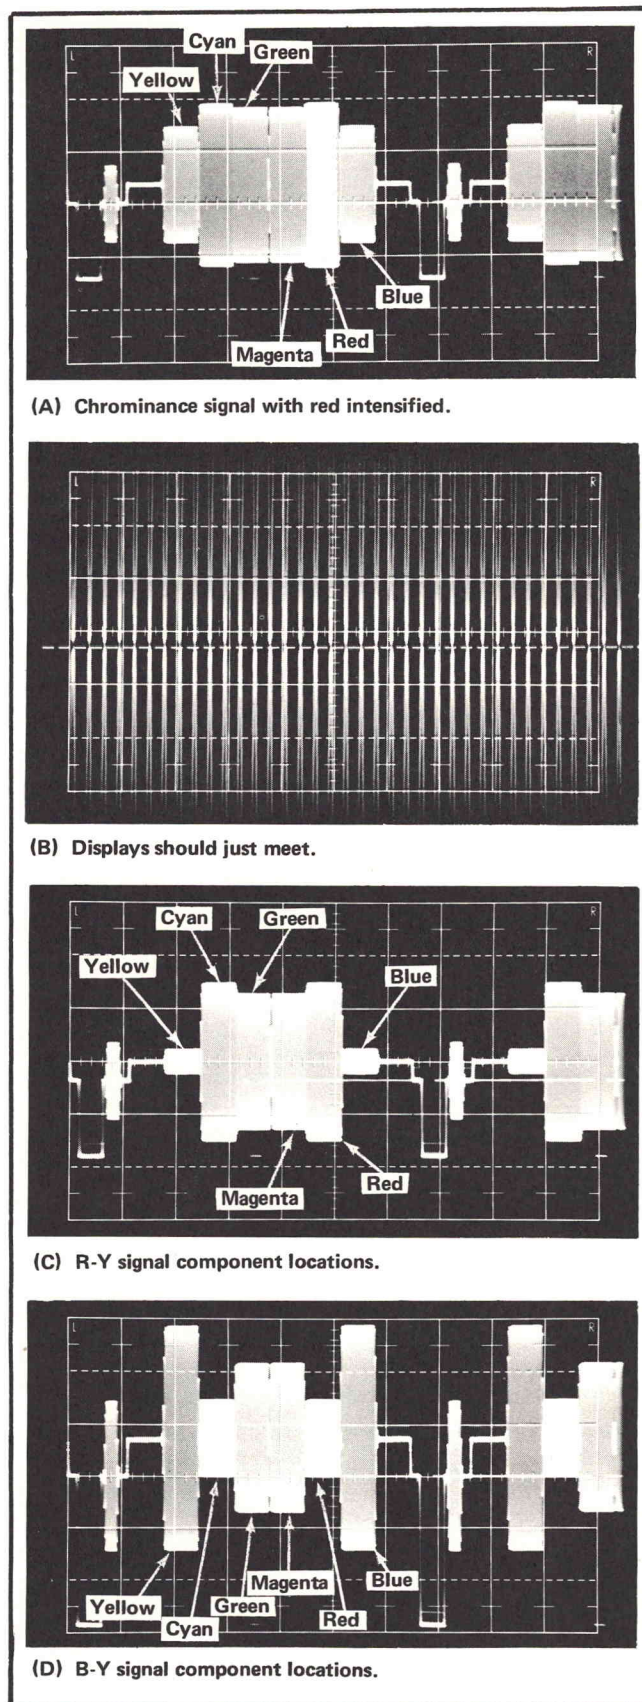 L
R
Cyan
Green
Yellow
Blue
Red
Magenta
(A) Chrominance signal with red intensified.
L
R
(B) Displays should just meet.
L
R
Cyan
Green
Yellow
Blue
Red
Magenta
(C) R-Y signal component locations.
L
R
Magenta
Blue
Yellow
Green
Red
Cyan
(D) B-Y signal component locations.